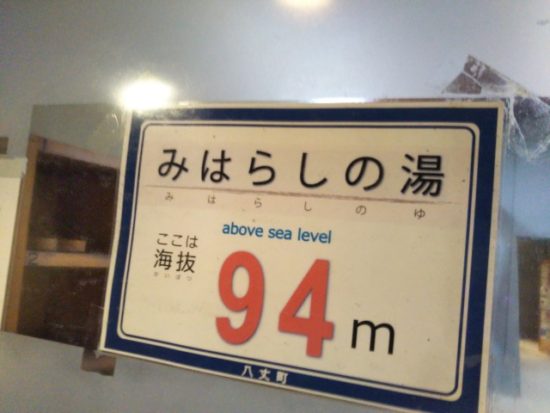 みはらしの湯
みはらしのゆ
above sea level
ここは
海抜
かいばつ
94m
八丈町